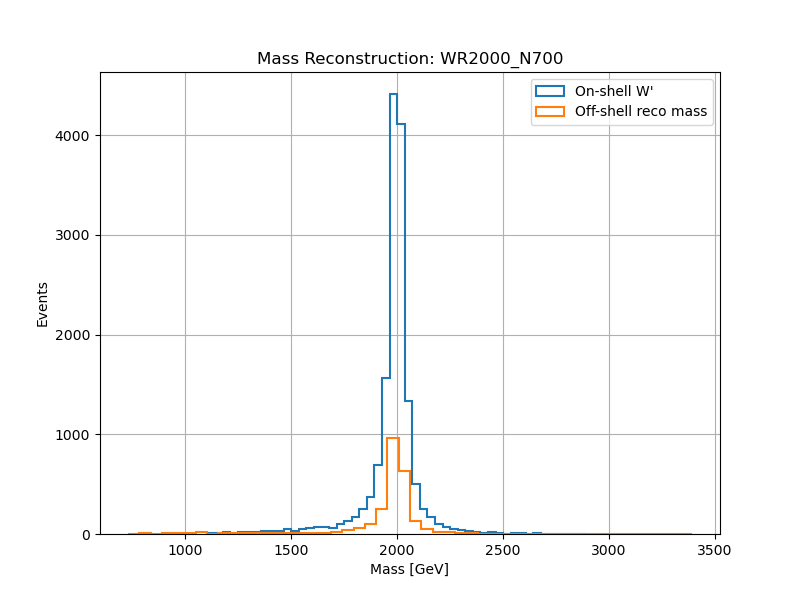 Mass Reconstruction: WR2000_N700
On-shell W'
Off-shell reco mass
4000
3000
2000
1000
0
Events
1000 1500 2000 2500 3000 3500
Mass [GeV]